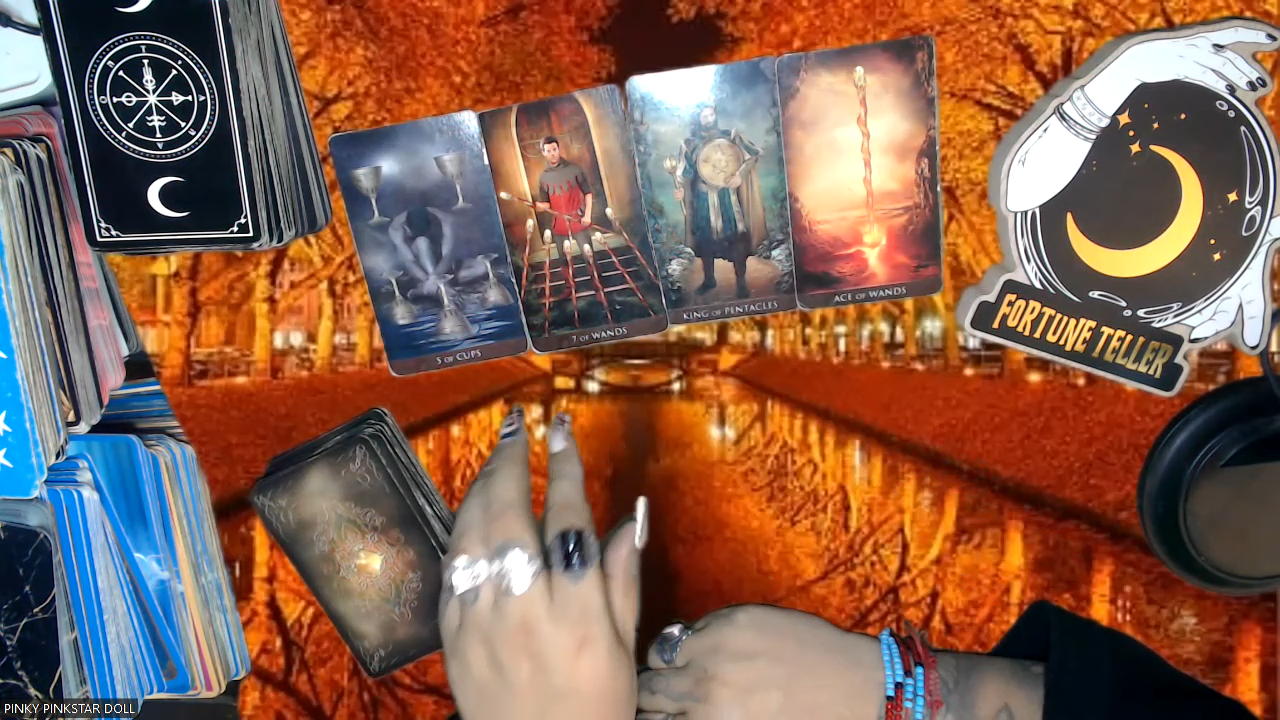 5 OF CUPS
7 OF WANDS
KING OF PENTACLES
ACE OF WANDS
FORTUNE TELLER
PINKY PINKSTAR DOLL